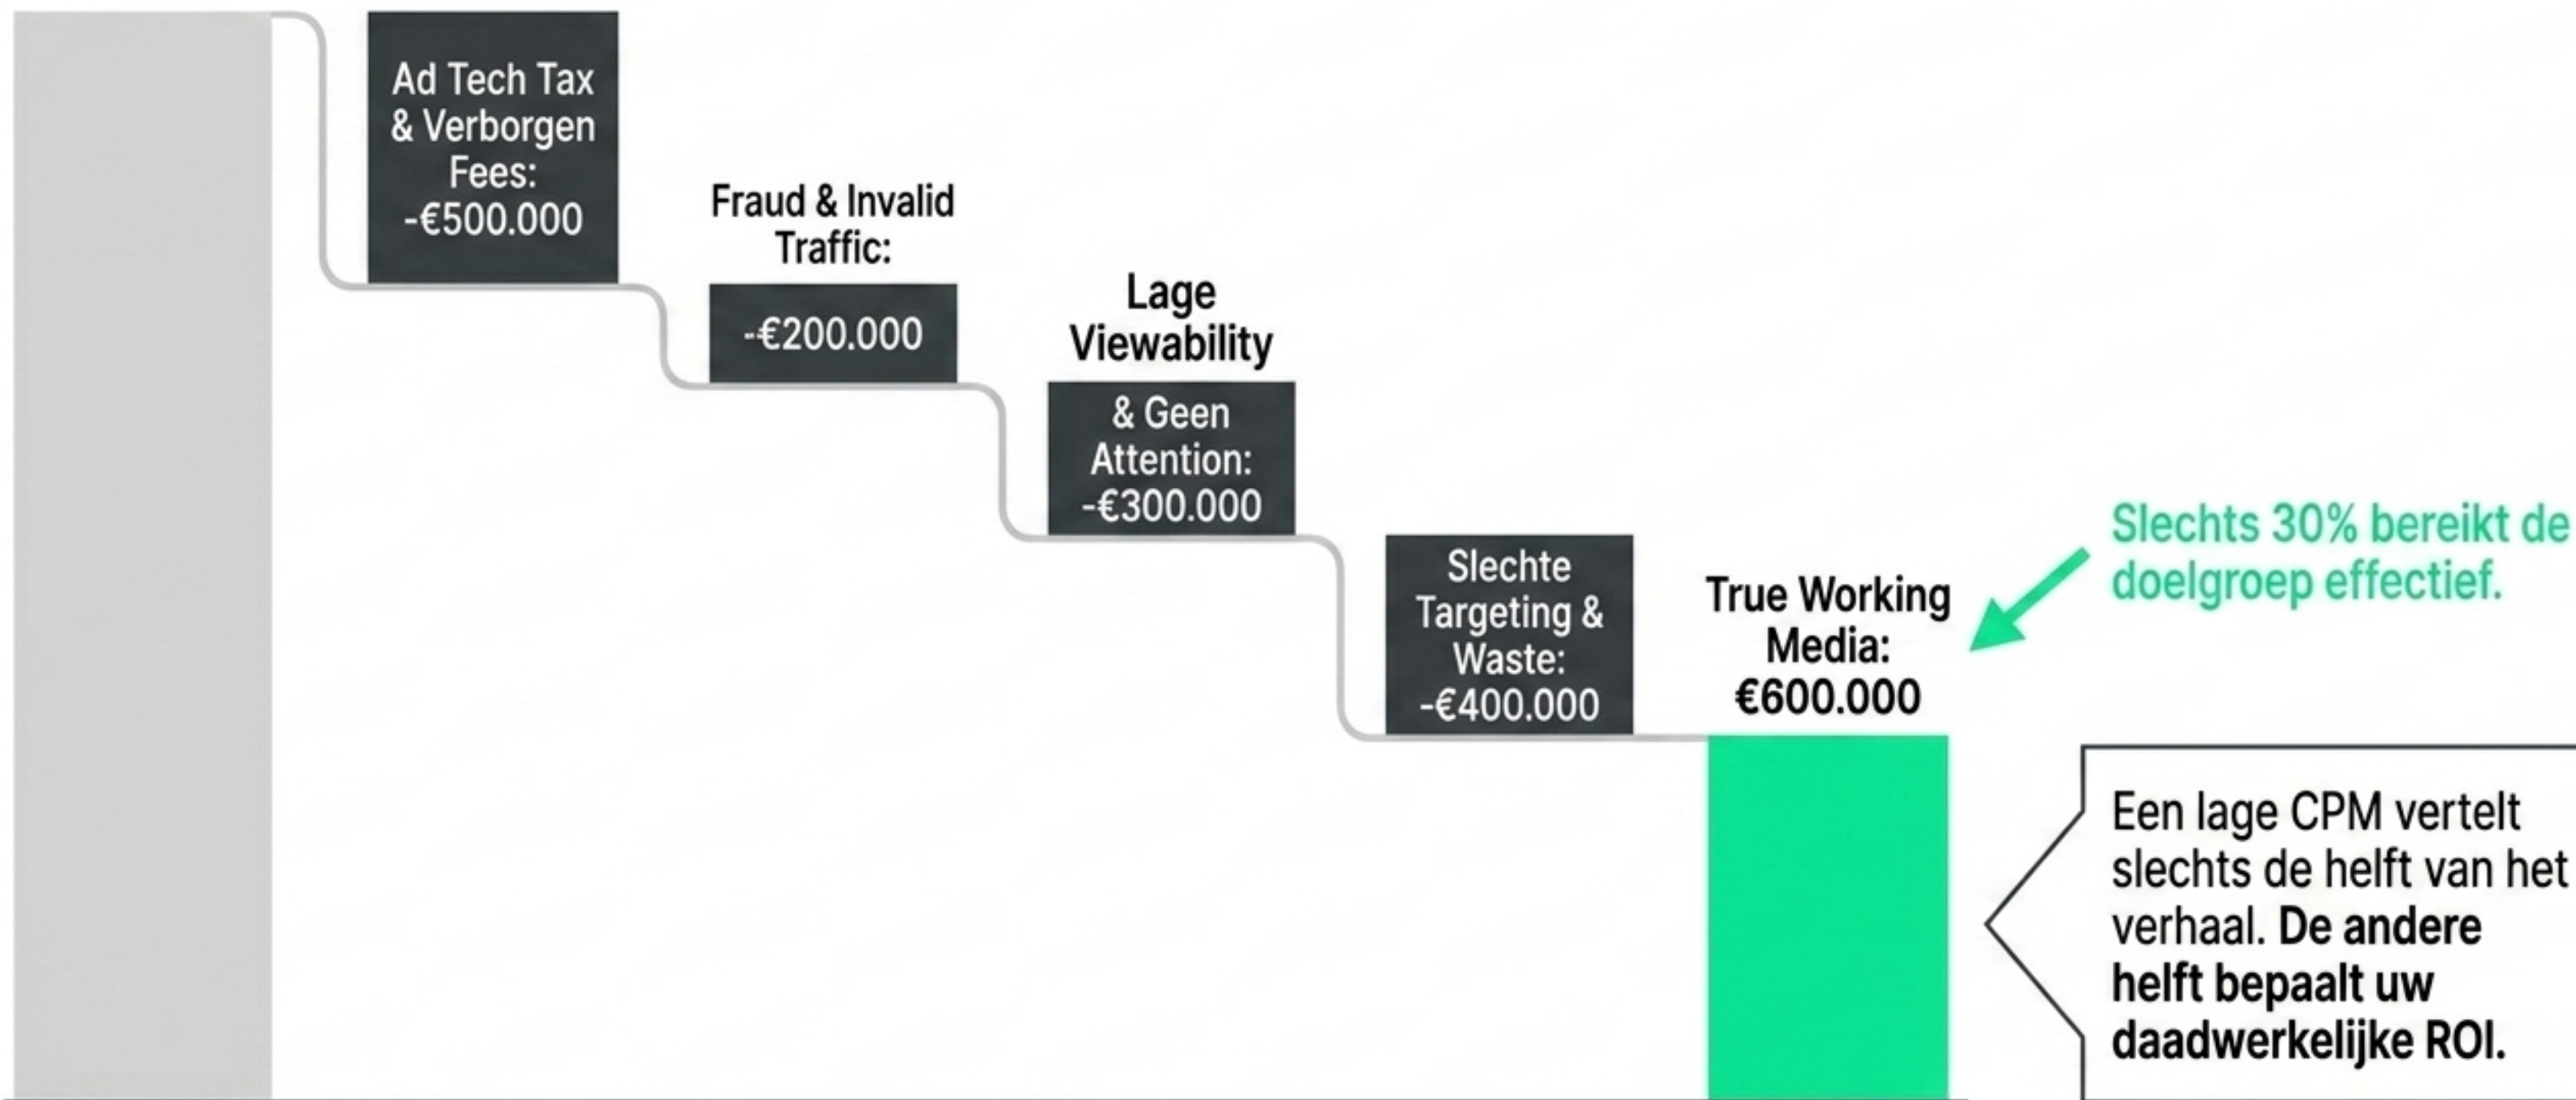 Ad Tech Tax
& Verborgen
Fees:
-€500.000
Fraud & Invalid
Traffic:
-€200.000
Lage
Viewability
& Geen
Attention:
-€300.000
Slechte
Targeting &
Waste:
-€400.000
True Working
Media:
€600.000
Slechts 30% bereikt de
doelgroep effectief.
Een lage CPM vertelt
slechts de helft van het
verhaal. De andere
helft bepaalt uw
daadwerkelijke ROI.